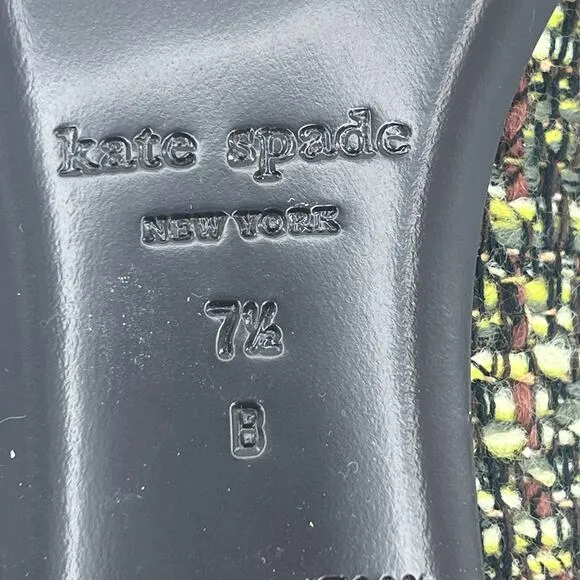 kate spade
NEW YORK
7½
B